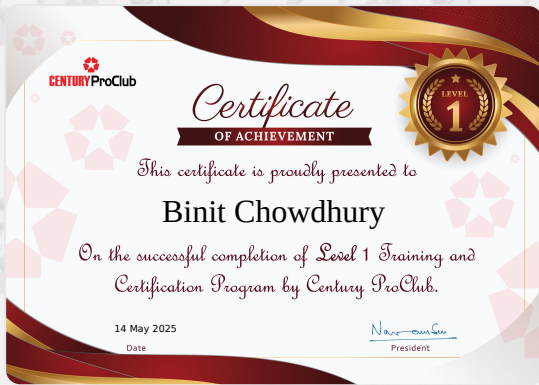 CENTURY ProClub
Certificate
OF ACHIEVEMENT
LEVEL
1
This certificate is proudly presented to
Binit Chowdhury
On the successful completion of Level 1 Training and
Certification Program by Century ProClub.
14 May 2025
Date
President